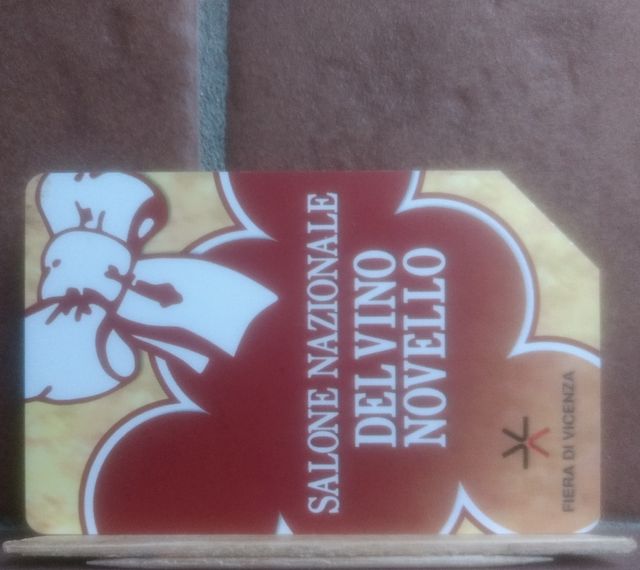 SALONE NAZIONALE
DEL VINO
NOVELLO
FIERA DI VICENZA